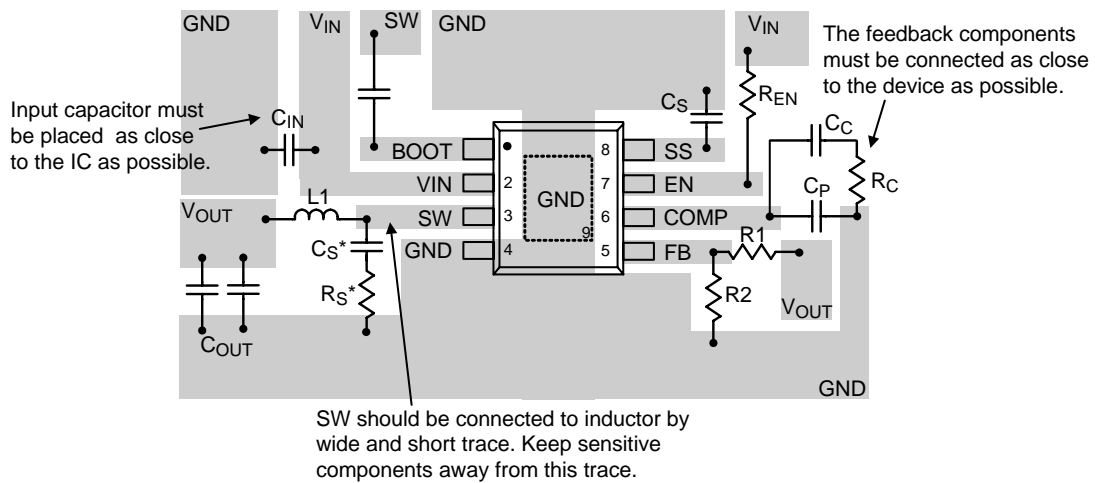 GND
VIN
SW
GND
VIN
The feedback components
must be connected as close
to the device as possible.
Input capacitor must
be placed as close
to the IC as possible.
CIN
CS
REN
CC
RC
CP
BOOT
VIN
SW
GND
2
3
4
GND
9
8
7
6
5
SS
EN
COMP
FB
VOUT
L1
CS*
RS*
COUT
R1
R2
VOUT
GND
SW should be connected to inductor by
wide and short trace. Keep sensitive
components away from this trace.